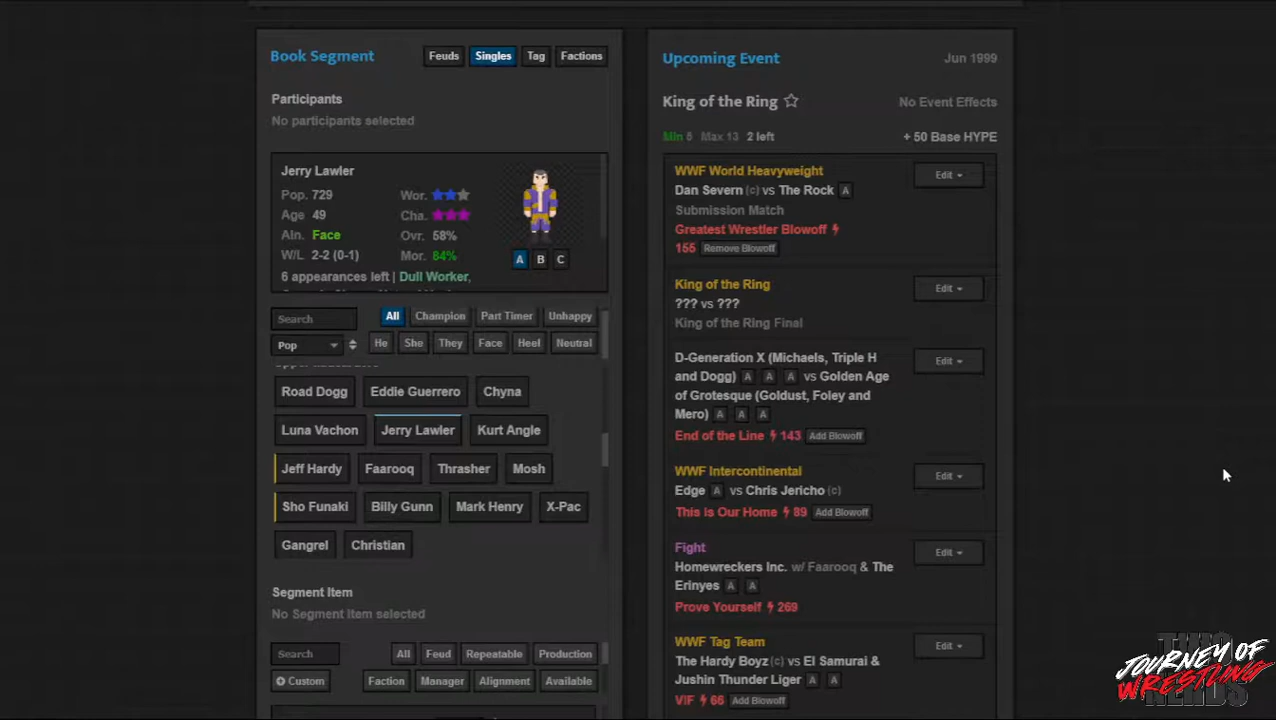 Book Segment
Feuds Singles Tag Factions
Participants
No participants selected
Jerry Lawler
Pop. 729
Wor.
Age 49
Cha.
Aln. Face
Ovr. 58%
W/L 2-2 (0-1)
Mor. 84%
A B C
6 appearances left | Dull Worker,
Search
All Champion Part Timer Unhappy
Pop
He She They Face Heel Neutral
Road Dogg Eddie Guerrero Chyna
Luna Vachon Jerry Lawler Kurt Angle
Jeff Hardy Faarooq Thrasher Mosh
Sho Funaki Billy Gunn Mark Henry X-Pac
Gangrel Christian
Segment Item
No Segment Item selected
Search
All Feud Repeatable Production
Custom
Faction Manager Alignment Available
Upcoming Event
Jun 1999
King of the Ring
No Event Effects
Min 5 Max 13 2 left
+ 50 Base HYPE
WWF World Heavyweight
Edit
Dan Severn (c) vs The Rock A
Submission Match
Greatest Wrestler Blowoff
155 Remove Blowoff
King of the Ring
Edit
??? vs ???
King of the Ring Final
D-Generation X (Michaels, Triple H
Edit
and Dogg) A A A vs Golden Age
of Grotesque (Goldust, Foley and
Mero) A A A
End of the Line 143 Add Blowoff
WWF Intercontinental
Edit
Edge A vs Chris Jericho (c)
This is Our Home 89 Add Blowoff
Fight
Edit
Homewreckers Inc. w/ Faarooq & The
Erinyes A A
Prove Yourself 269
WWF Tag Team
Edit
The Hardy Boyz (c) vs El Samurai &
Jushin Thunder Liger A A
VIF 66 Add Blowoff
JOURNEY OF
WRESTLING
NERDS